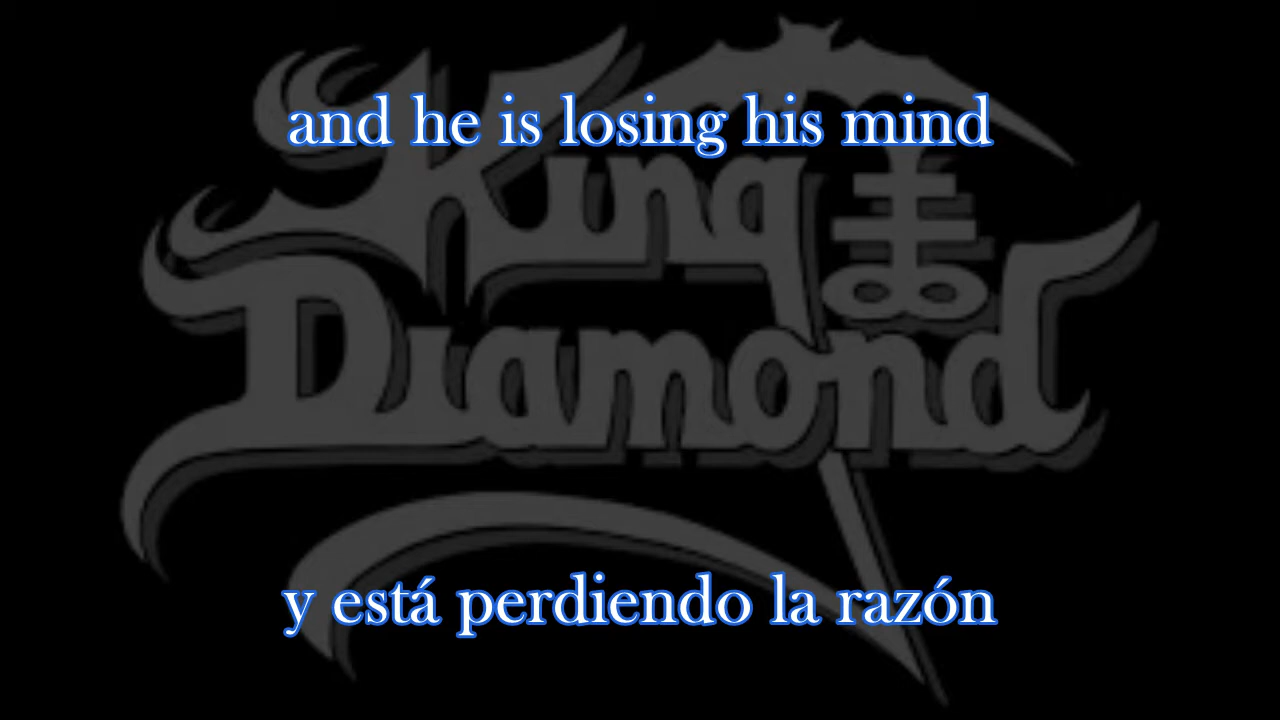 and he is losing his mind
King
Diamond
y está perdiendo la razón